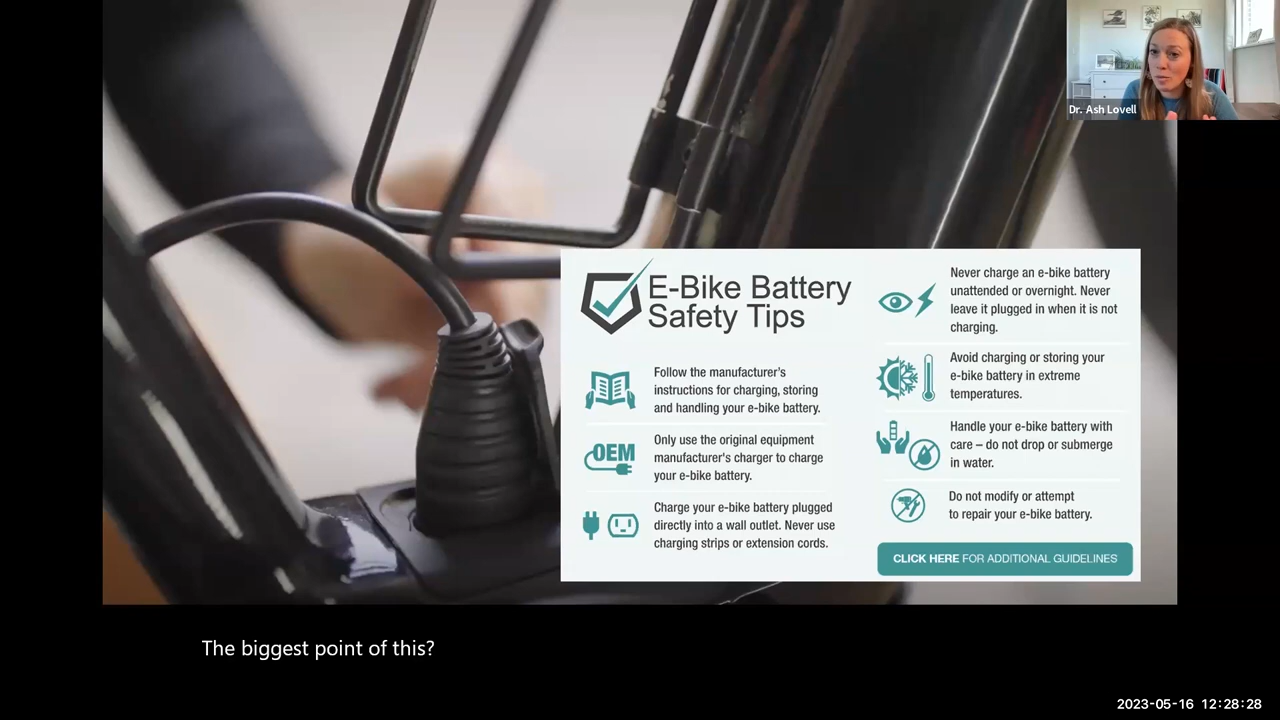 Dr. Ash Lovell
E-Bike Battery
Safety Tips
Follow the manufacturer's
instructions for charging, storing
and handling your e-bike battery.
OEM
Only use the original equipment
manufacturer's charger to charge
your e-bike battery.
Charge your e-bike battery plugged
directly into a wall outlet. Never use
charging strips or extension cords.
Never charge an e-bike battery
unattended or overnight. Never
leave it plugged in when it is not
charging.
Avoid charging or storing your
e-bike battery in extreme
temperatures.
Handle your e-bike battery with
care – do not drop or submerge
in water.
Do not modify or attempt
to repair your e-bike battery.
CLICK HERE FOR ADDITIONAL GUIDELINES
The biggest point of this?
2023-05-16 12:28:28